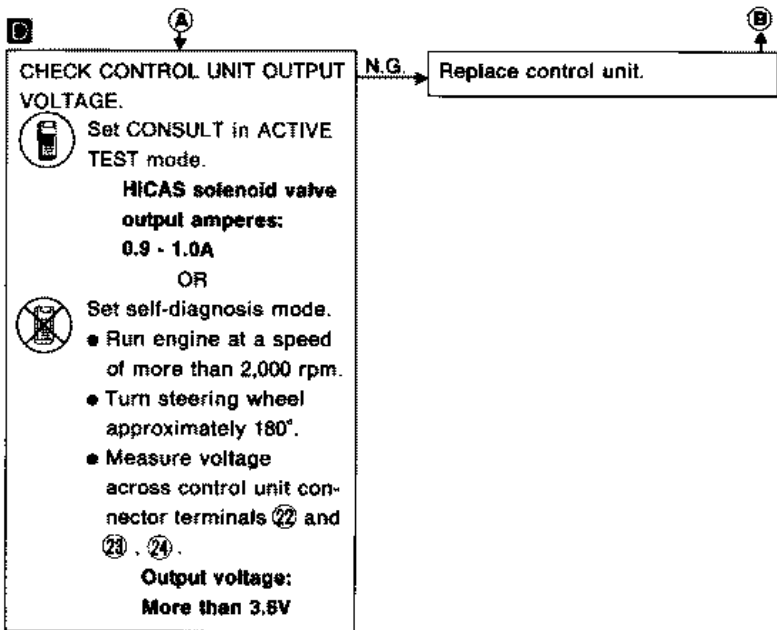 D
A
B
CHECK CONTROL UNIT OUTPUT
VOLTAGE.
N.G.
Replace control unit.
Set CONSULT in ACTIVE
TEST mode.
HICAS solenoid valve
output amperes:
0.9 - 1.0A
OR
Set self-diagnosis mode.
● Run engine at a speed
of more than 2,000 rpm.
● Turn steering wheel
approximately 180°.
● Measure voltage
across control unit con-
nector terminals ㉒ and
㉓ , ㉔ .
Output voltage:
More than